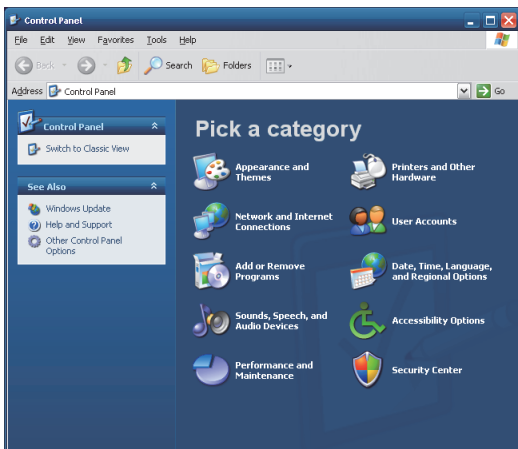 Control Panel
File Edit View Favorites Tools Help
Back Search Folders
Address Control Panel Go
Control Panel
Switch to Classic View
See Also
Windows Update
Help and Support
Other Control Panel
Options
Pick a category
Appearance and
Themes
Printers and Other
Hardware
Network and Internet
Connections
User Accounts
Add or Remove
Programs
Date, Time, Language,
and Regional Options
Sounds, Speech, and
Audio Devices
Accessibility Options
Performance and
Maintenance
Security Center